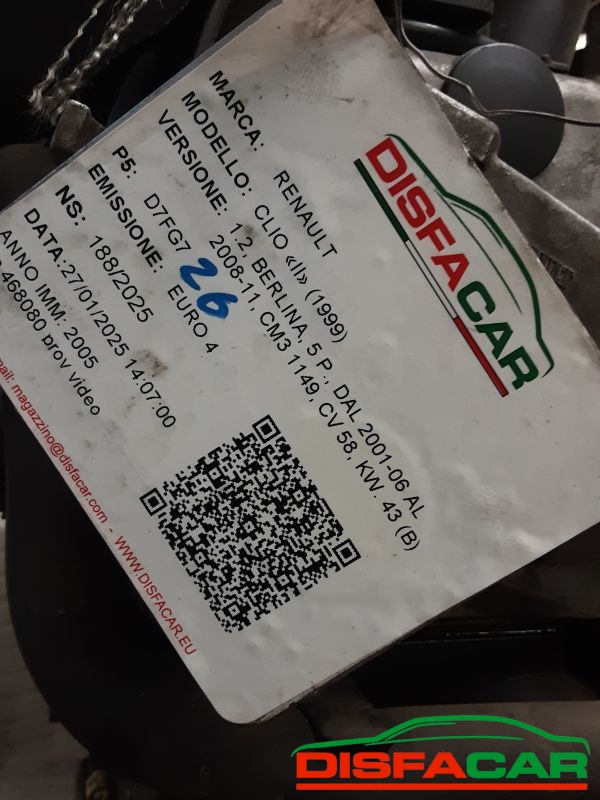 DISFACAR
MARCA: RENAULT
MODELLO: CLIO «II» (1999)
VERSIONE: 1.2, BERLINA, 5 P., DAL 2001-06 AL
2008-11, CM3 1149, CV 58, KW. 43 (B)
P5: D7FG7 26
EMISSIONE: EURO 4
NS: 188/2025
DATA: 27/01/2025 14:07:00
ANNO IMM: 2005
468080 prov video
magazzino@disfacar.com - WWW.DISFACAR.EU
DISFACAR